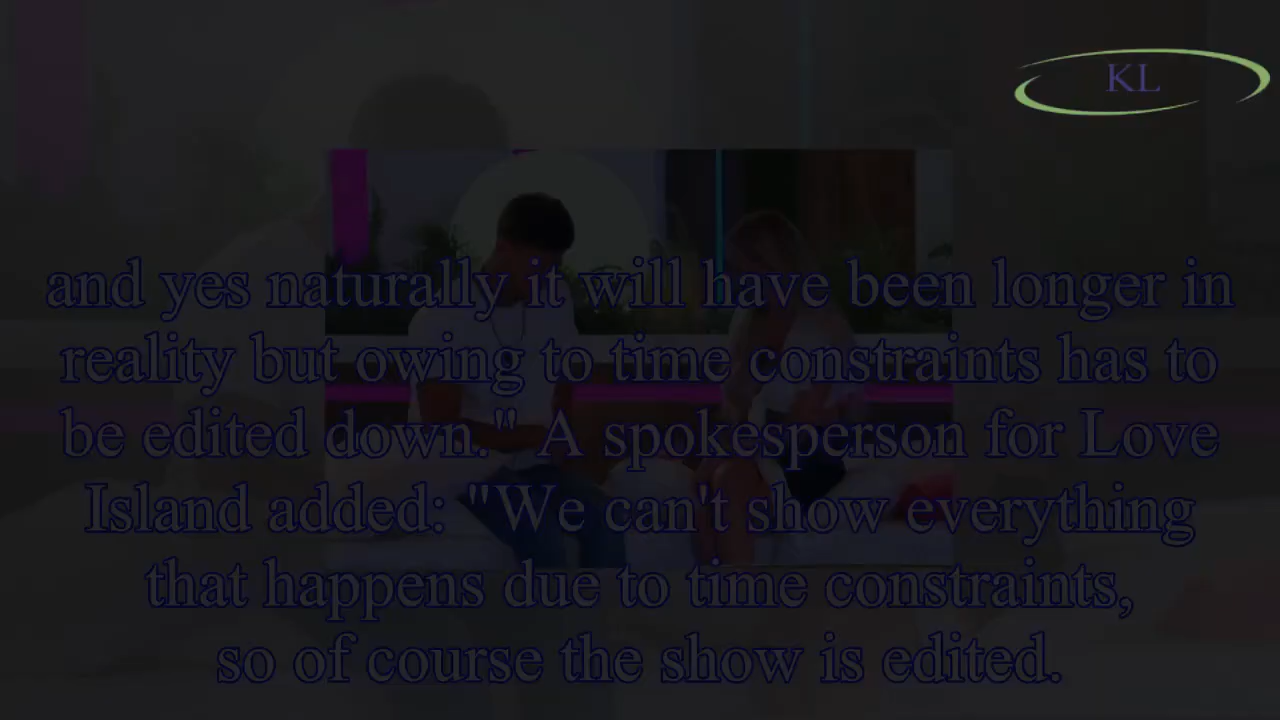 KL
and yes naturally it will have been longer in
reality but owing to time constraints has to
be edited down." A spokesperson for Love
Island added: "We can't show everything
that happens due to time constraints,
so of course the show is edited.